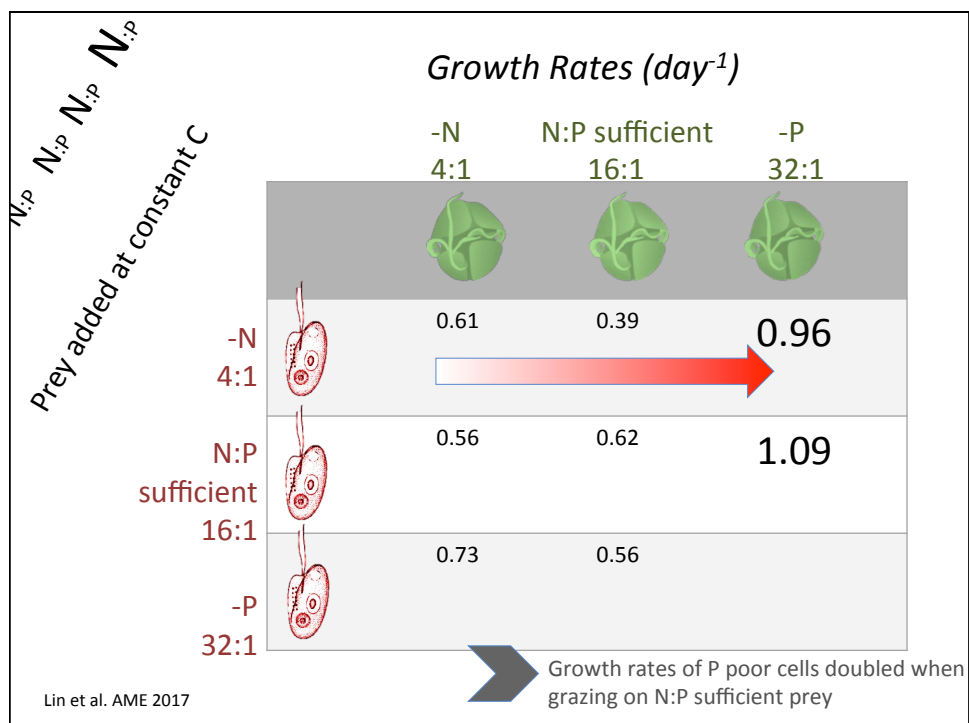 N:P N:P N:P N:P
Prey added at constant C
Growth Rates (day-1)
-N
4:1
N:P sufficient
16:1
-P
32:1
-N
4:1
0.61 0.39 0.96
N:P
sufficient
16:1
0.56 0.62 1.09
-P
32:1
0.73 0.56
Growth rates of P poor cells doubled when
grazing on N:P sufficient prey
Lin et al. AME 2017